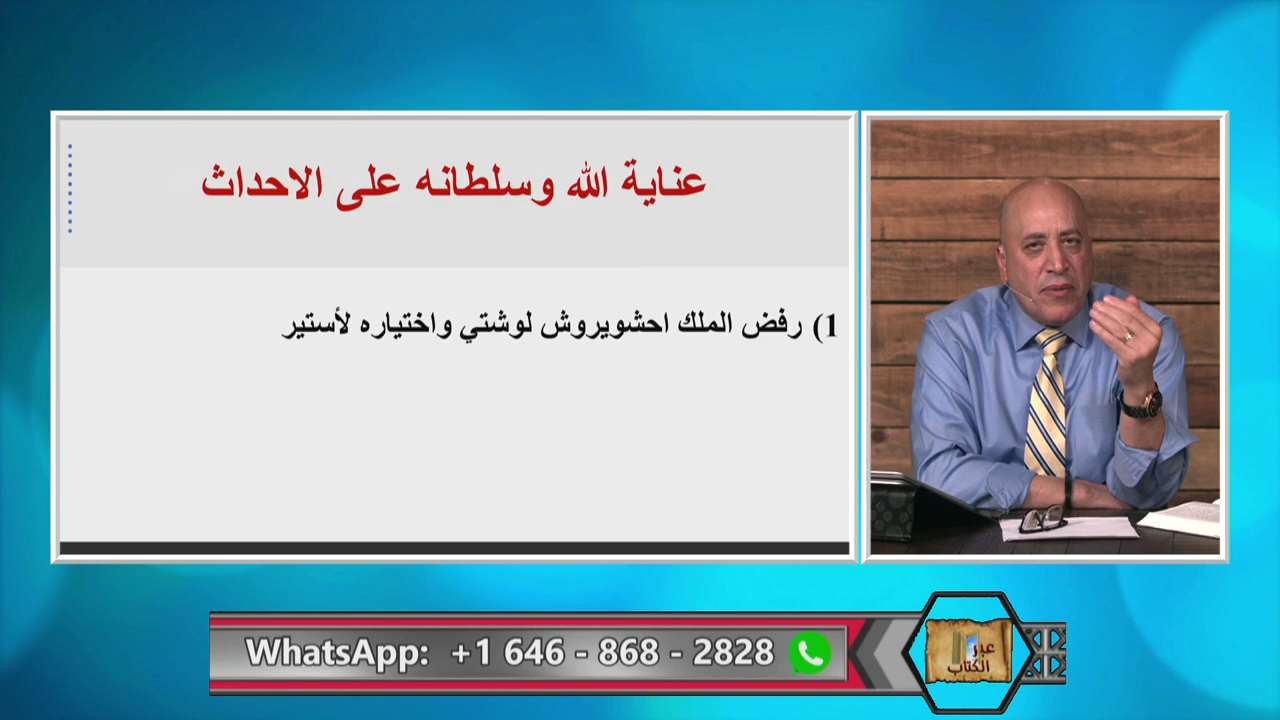 عناية الله وسلطانه على الاحداث
1) رفض الملك احشويروش لوشتي واختياره لأستير
WhatsApp: +1 646 - 868 - 2828
عبر
الكتاب